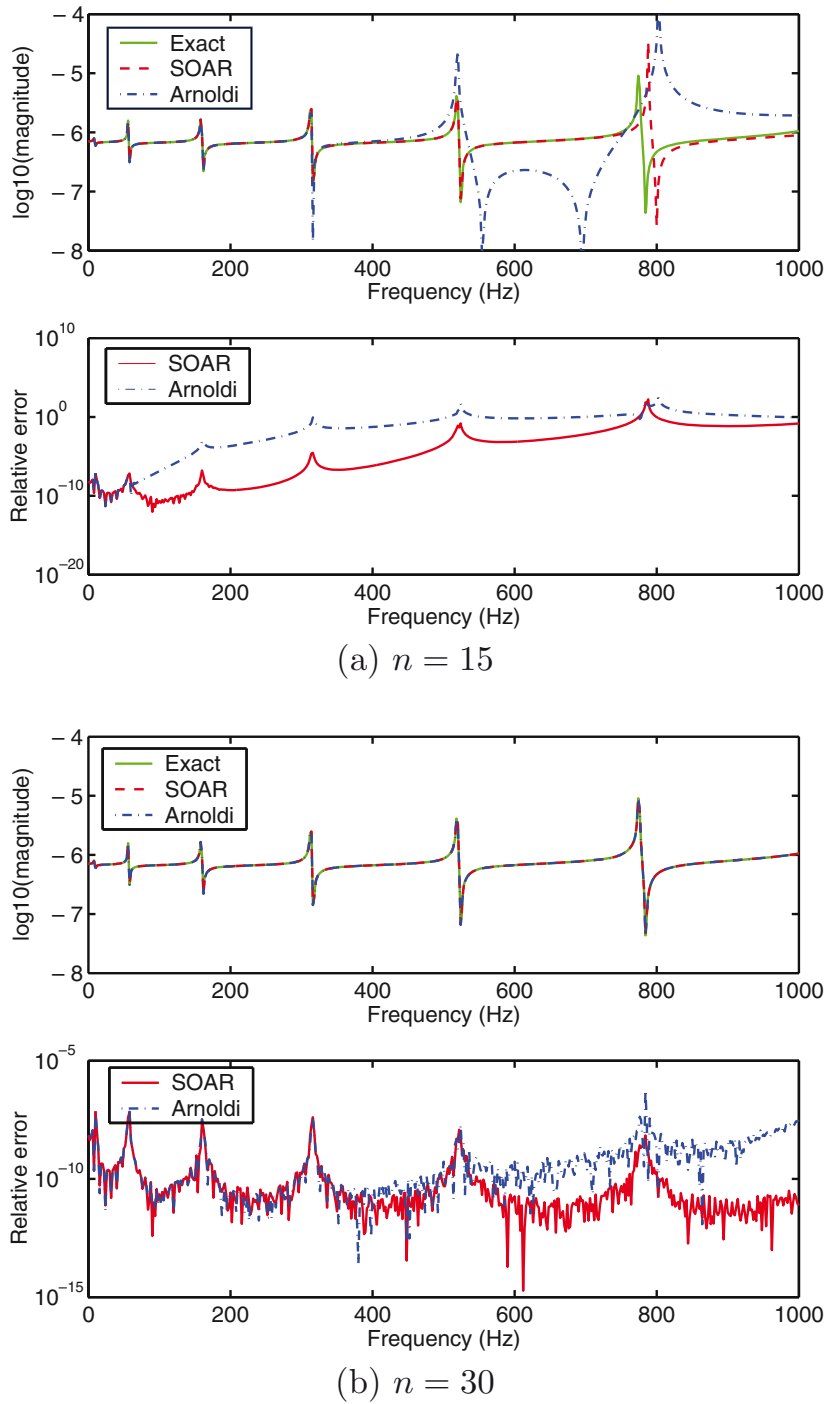 −4
−5
−6
−7
−8
log10(magnitude)
Exact
SOAR
Arnoldi
0
200
400
600
800
1000
Frequency (Hz)
10^10
10^0
10^−10
10^−20
Relative error
SOAR
Arnoldi
0
200
400
600
800
1000
Frequency (Hz)
(a) n = 15
−4
−5
−6
−7
−8
log10(magnitude)
Exact
SOAR
Arnoldi
0
200
400
600
800
1000
Frequency (Hz)
10^−5
10^−10
10^−15
Relative error
SOAR
Arnoldi
0
200
400
600
800
1000
Frequency (Hz)
(b) n = 30